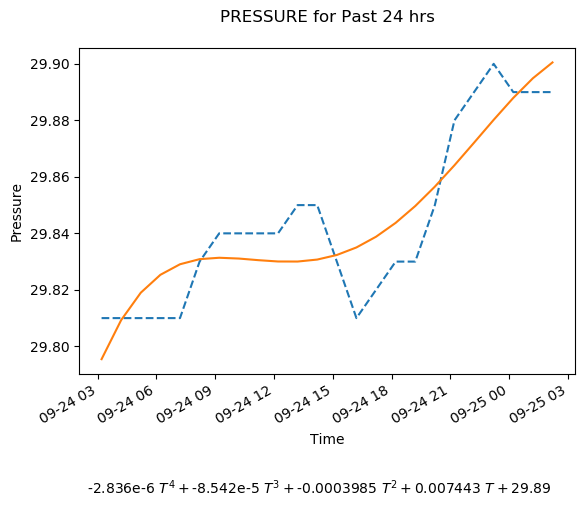 PRESSURE for Past 24 hrs
29.90
29.88
29.86
29.84
29.82
29.80
Pressure
09-24 03 09-24 06 09-24 09 09-24 12 09-24 15 09-24 18 09-24 21 09-25 00 09-25 03
Time
-2.836e-6 T⁴ + -8.542e-5 T³ + -0.0003985 T² + 0.007443 T + 29.89